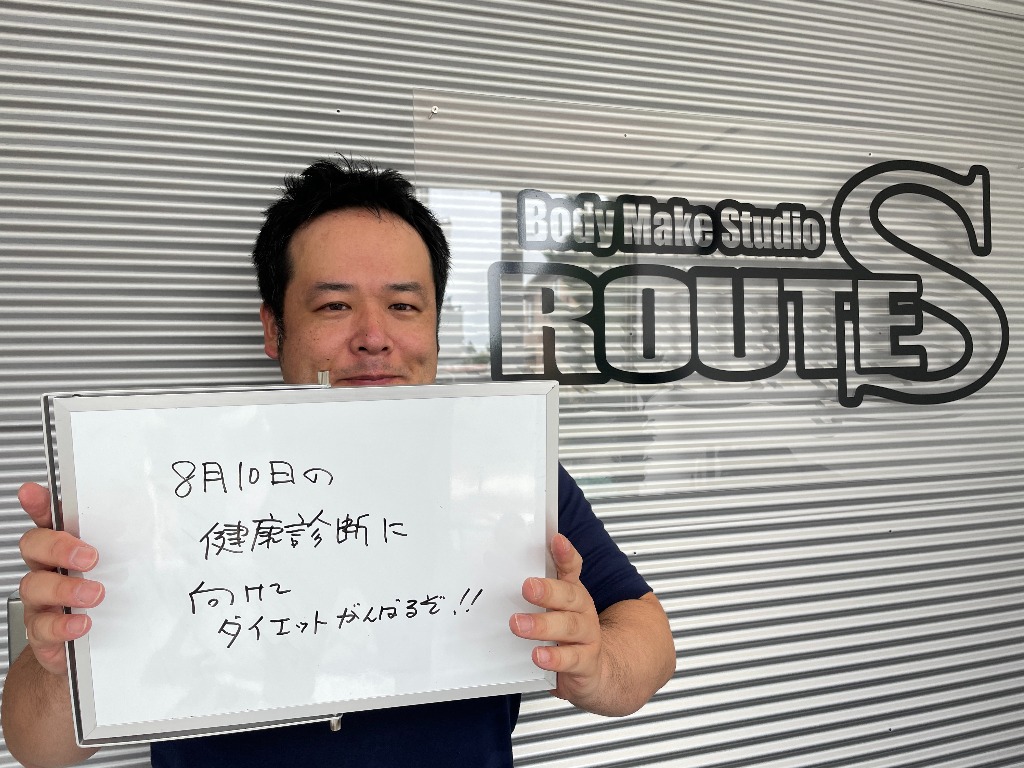 Body Make Studio
ROUTE S
8月10日の
健康診断に
向けて
ダイエットがんばるぞ!!